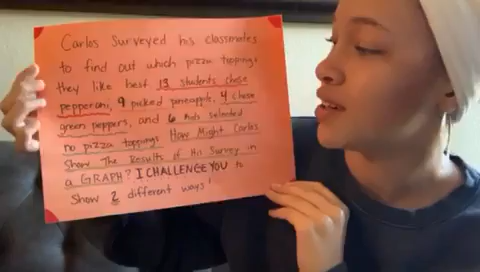 Carlos Surveyed his classmates
to find out which pizza toppings
they like best 13 students chose
pepperoni, 9 picked pineapple, 4 chose
green peppers, and 6 kids selected
no pizza toppings How Might Carlos
Show The Results of His Survey in
a GRAPH? I CHALLENGE YOU to
Show 2 different ways!